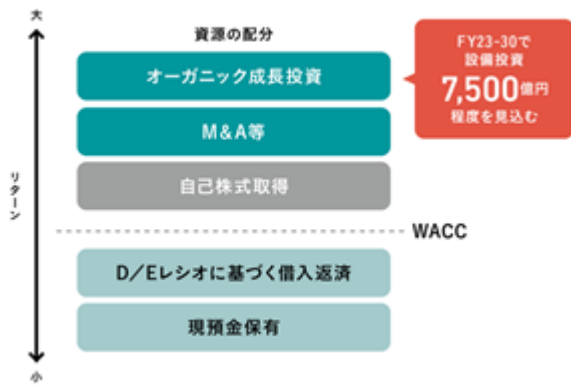 大
資源の配分
オーガニック成長投資
M&A等
自己株式取得
リターン
WACC
D/Eレシオに基づく借入返済
現預金保有
小
FY23-30で
設備投資
7,500億円
程度を見込む